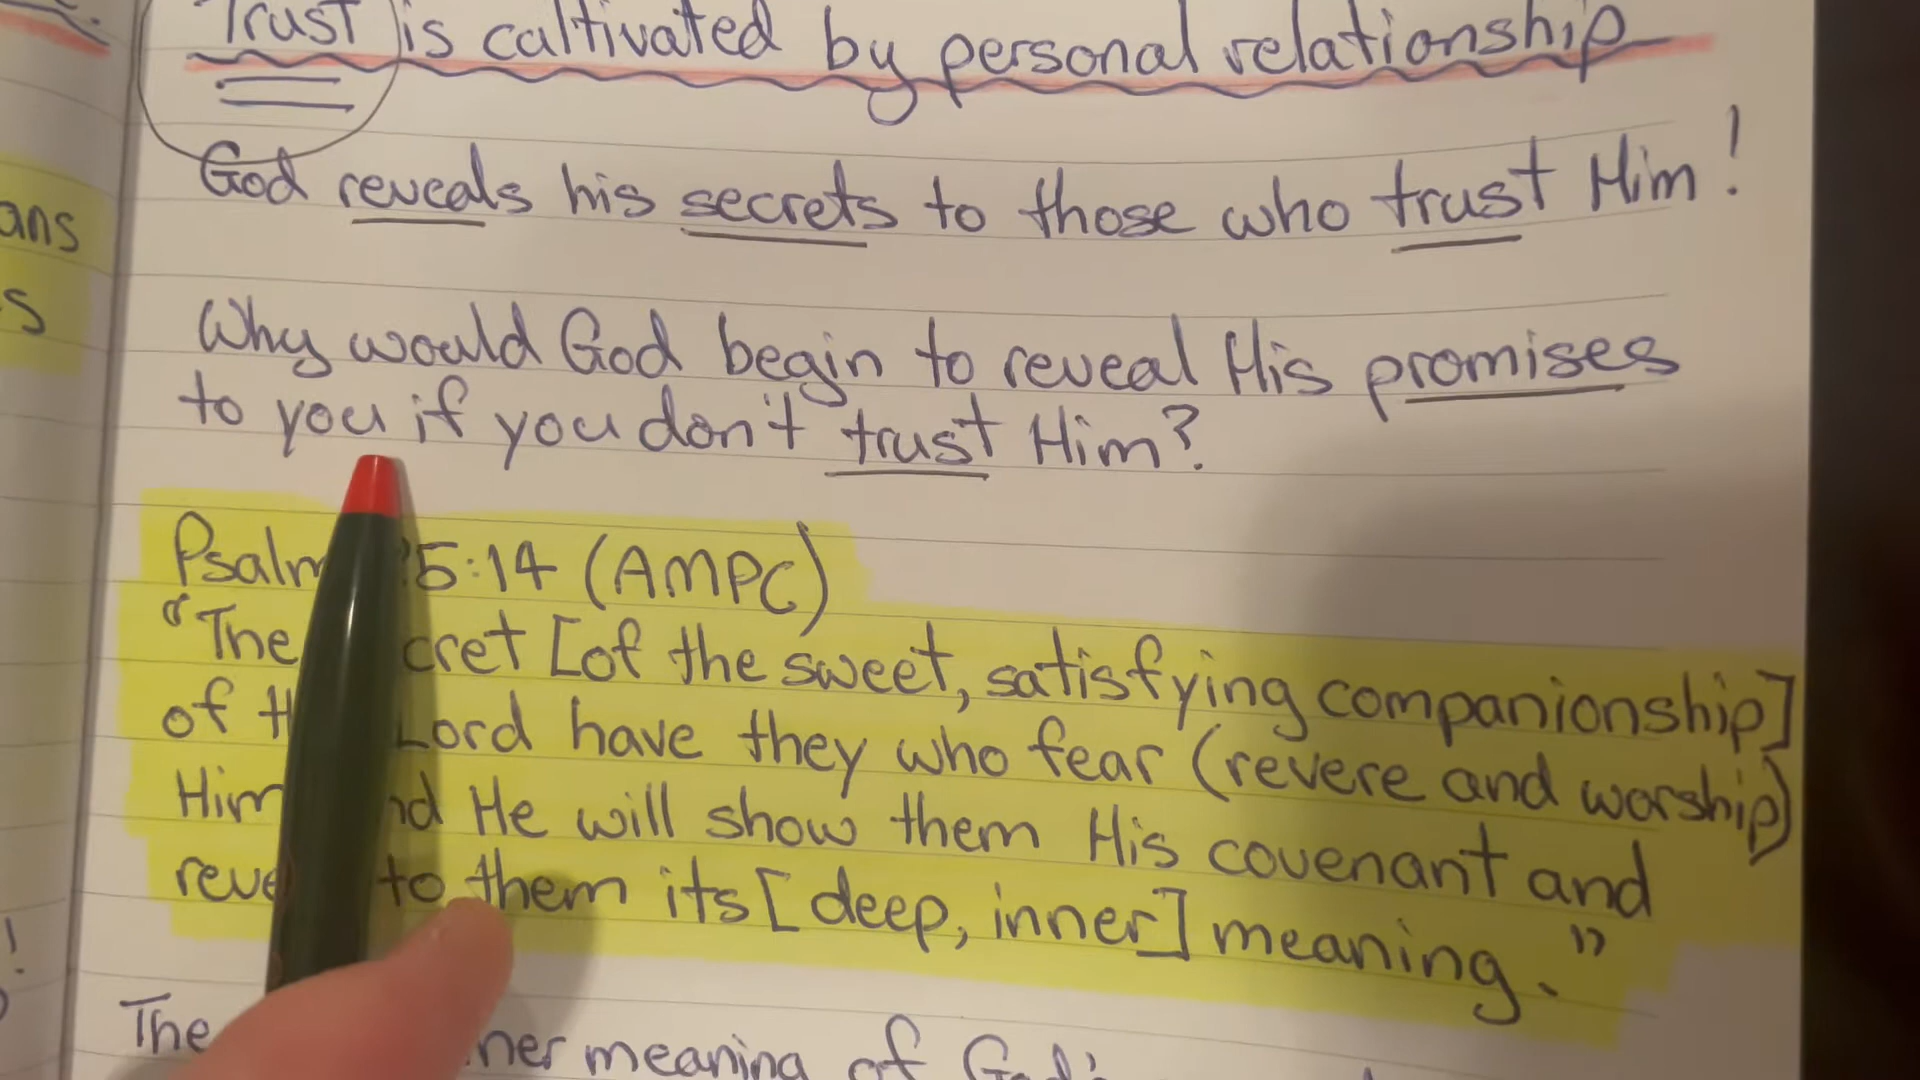 Trust is cultivated by personal relationship
God reveals his secrets to those who trust Him!
Why would God begin to reveal His promises
to you if you don't trust Him?
Psalm 5:14 (AMPC)
"The cret [of the sweet, satisfying companionship]
of Lord have they who fear (revere and worship)
Him He will show them His covenant and
to them its [deep, inner] meaning."
The meaning of
ans
s